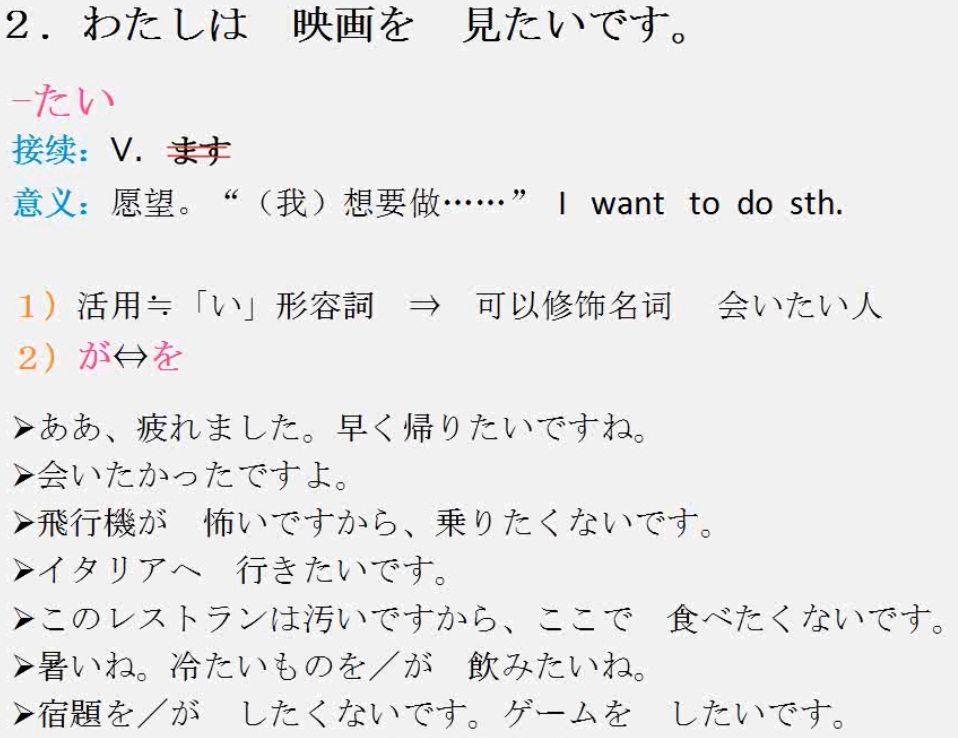 ２．わたしは　映画を　見たいです。
−たい
接续：V. ます
意义：愿望。“（我）想要做……” I want to do sth.
1）活用≒「い」形容詞　⇒　可以修饰名词　会いたい人
2）が⇔を
➢ああ、疲れました。早く帰りたいですね。
➢会いたかったですよ。
➢飛行機が　怖いですから、乗りたくないです。
➢イタリアへ　行きたいです。
➢このレストランは汚いですから、ここで　食べたくないです。
➢暑いね。冷たいものを／が　飲みたいね。
➢宿題を／が　したくないです。ゲームを　したいです。